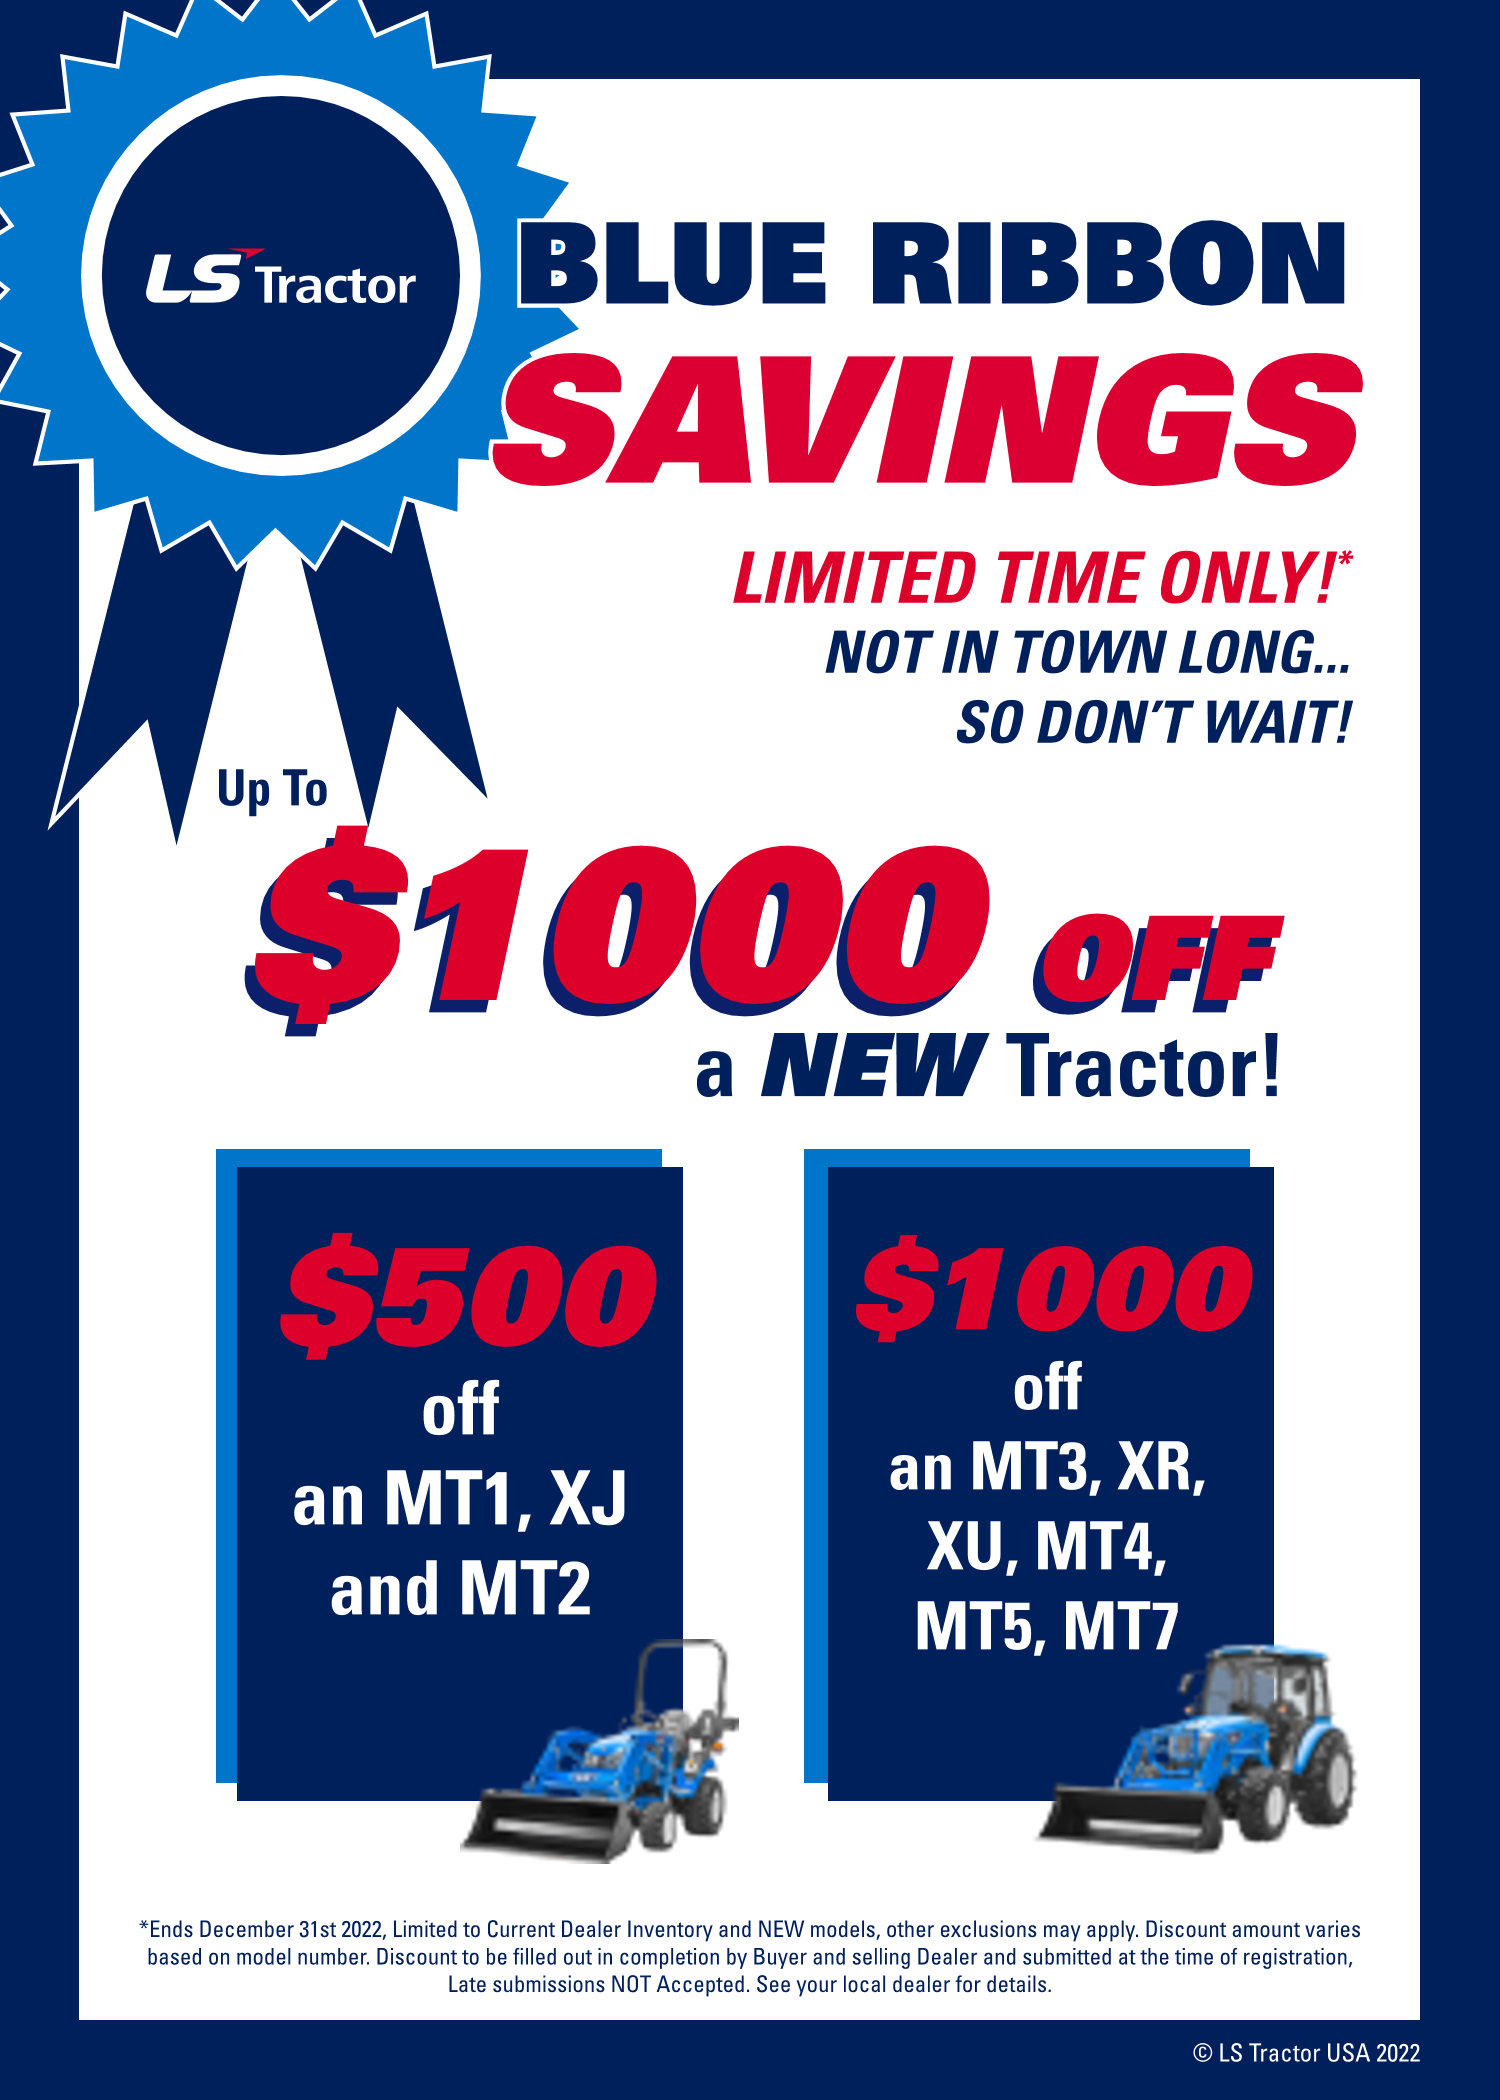 LS Tractor
BLUE RIBBON
SAVINGS
LIMITED TIME ONLY!*
NOT IN TOWN LONG...
SO DON'T WAIT!
Up To
$1000 OFF
a NEW Tractor!
$500
off
an MT1, XJ
and MT2
$1000
off
an MT3, XR,
XU, MT4,
MT5, MT7
*Ends December 31st 2022, Limited to Current Dealer Inventory and NEW models, other exclusions may apply. Discount amount varies
based on model number. Discount to be filled out in completion by Buyer and selling Dealer and submitted at the time of registration,
Late submissions NOT Accepted. See your local dealer for details.
© LS Tractor USA 2022